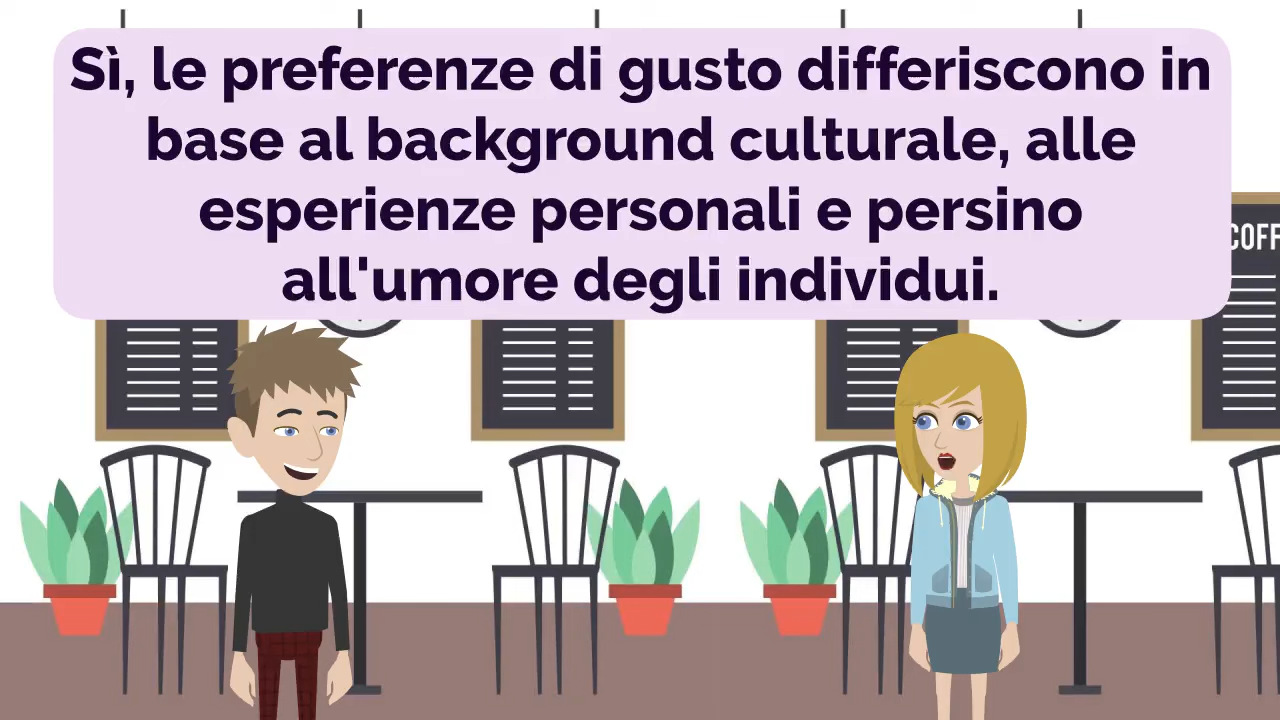 Sì, le preferenze di gusto differiscono in
base al background culturale, alle
esperienze personali e persino
all'umore degli individui.